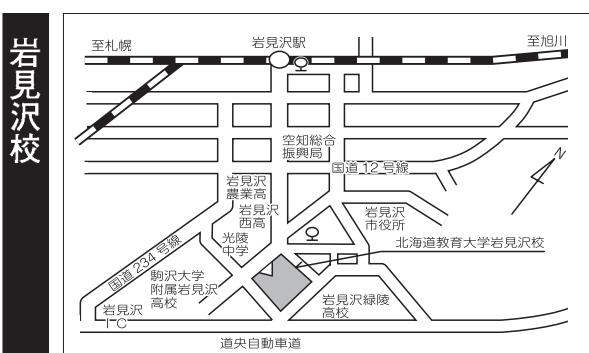 岩見沢校
至札幌
岩見沢駅
至旭川
空知総合
振興局
国道12号線
N
岩見沢
農業高
岩見沢
西高
岩見沢
市役所
光陵
中学
北海道教育大学岩見沢校
国道234号線
駒沢大学
附属岩見沢
高校
岩見沢
IC
岩見沢緑陵
高校
道央自動車道